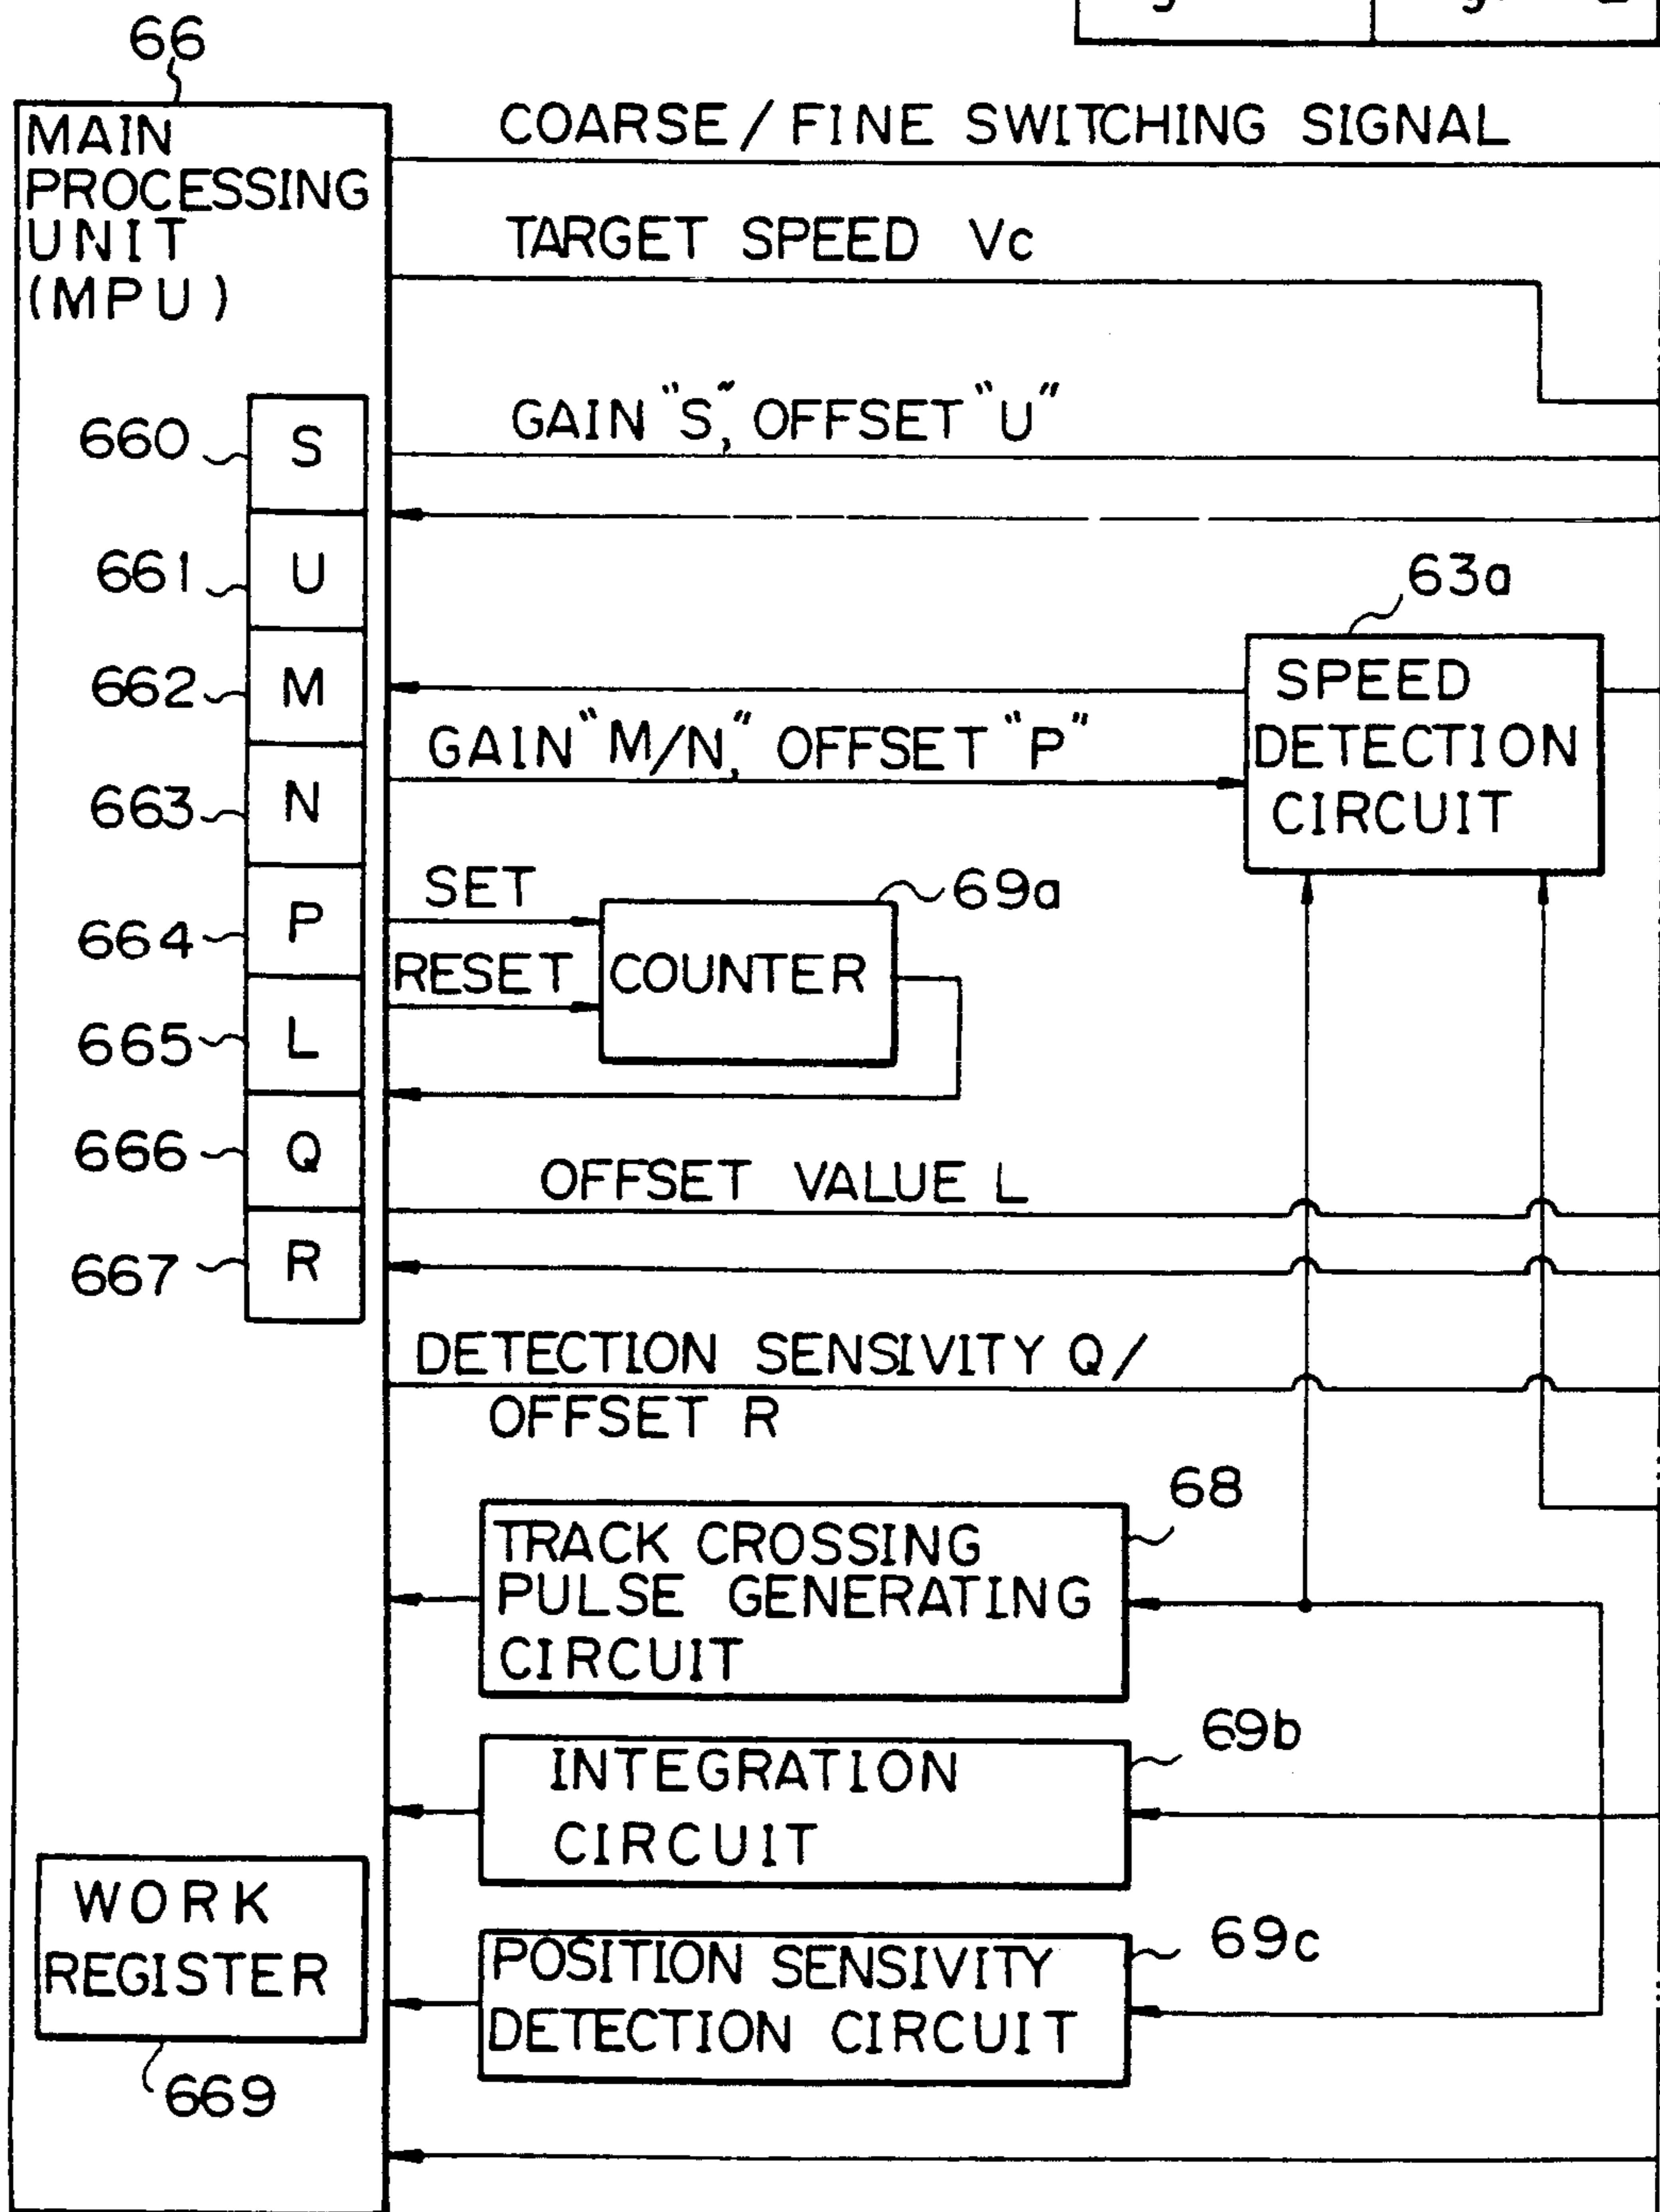 66
MAIN
PROCESSING
UNIT
(MPU)
COARSE/FINE SWITCHING SIGNAL
TARGET SPEED Vc
GAIN "S", OFFSET "U"
660 S
661 U
662 M
663 N
664 P
665 L
666 Q
667 R
63a
SPEED
DETECTION
CIRCUIT
GAIN "M/N", OFFSET "P"
SET
RESET
69a
COUNTER
OFFSET VALUE L
DETECTION SENSIVITY Q/
OFFSET R
68
TRACK CROSSING
PULSE GENERATING
CIRCUIT
69b
INTEGRATION
CIRCUIT
69c
POSITION SENSIVITY
DETECTION CIRCUIT
WORK
REGISTER
669